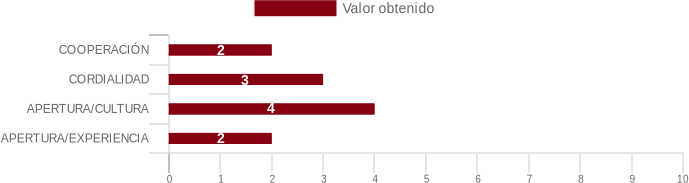 Valor obtenido
COOPERACIÓN 2
CORDIALIDAD 3
APERTURA/CULTURA 4
APERTURA/EXPERIENCIA 2
0 1 2 3 4 5 6 7 8 9 10